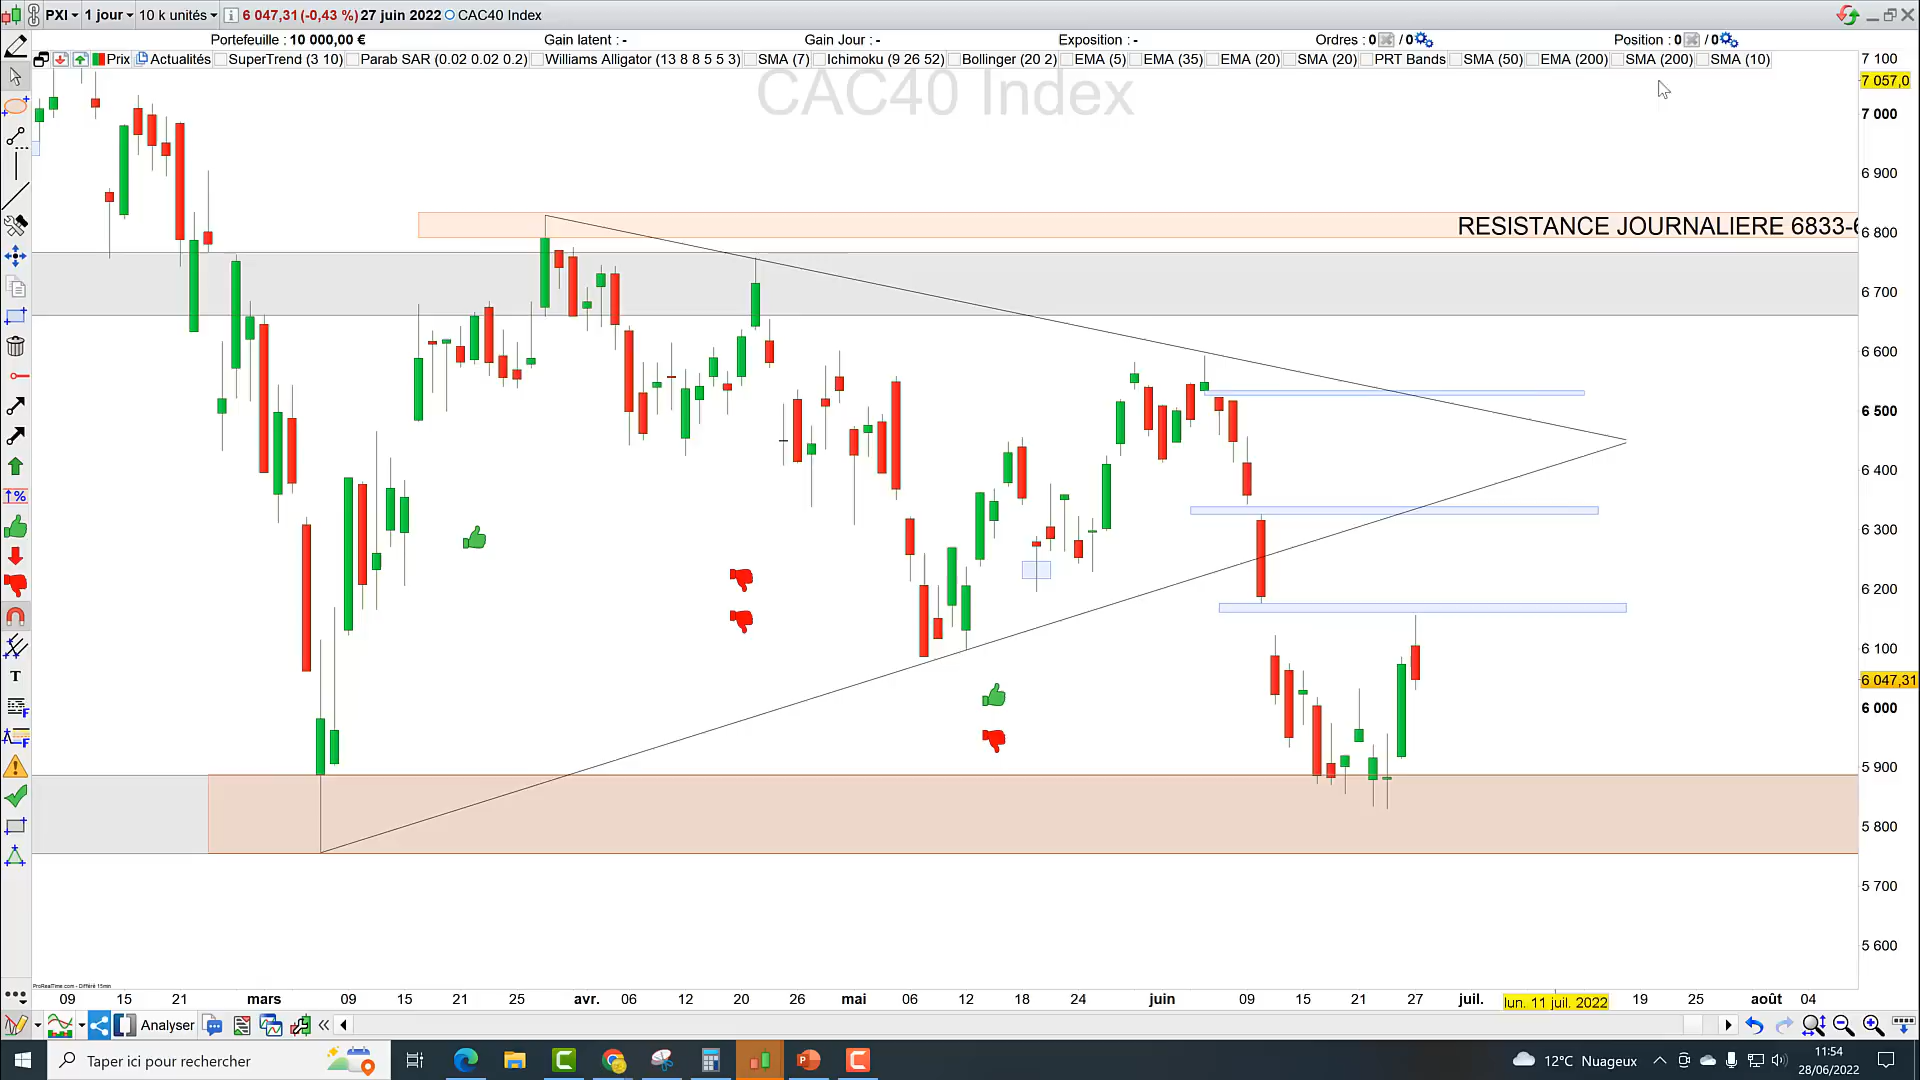 PXI 1 jour 10 k unités 6 047,31 (-0,43 %) 27 juin 2022 CAC40 Index
Portefeuille : 10 000,00 € Gain latent : - Gain Jour : - Exposition : - Ordres : 0 / 0 Position : 0 / 0
Prix Actualités SuperTrend (3 10) Parab SAR (0.02 0.02 0.2) Williams Alligator (13 8 8 5 5 3) SMA (7) Ichimoku (9 26 52) Bollinger (20 2) EMA (5) EMA (35) EMA (20) SMA (20) PRT Bands SMA (50) EMA (200) SMA (200) SMA (10)
CAC40 Index
7 100
7 057,0
7 000
6 900
RESISTANCE JOURNALIERE 6833-6
6 800
6 700
6 600
6 500
6 400
6 300
6 200
6 100
6 047,31
6 000
5 900
5 800
5 700
5 600
ProRealTime.com - Différé 15mn
09 15 21 mars 09 15 21 25 avr. 06 12 20 26 mai 06 12 18 24 juin 09 15 21 27 juil. lun. 11 juil. 2022 19 25 août 04
Analyser
Taper ici pour rechercher
12°C Nuageux
11:54
28/06/2022